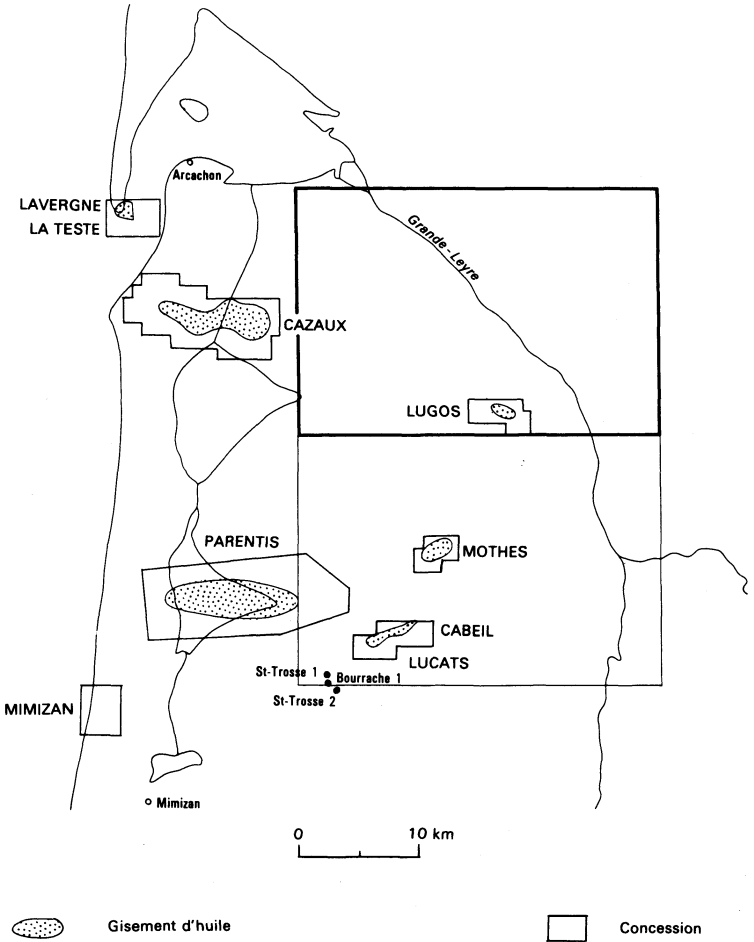 Arcachon
LAVERGNE
LA TESTE
Grande-Leyre
CAZAUX
LUGOS
PARENTIS
MOTHES
CABEIL
LUCATS
St-Trosse 1
Bourrache 1
St-Trosse 2
MIMIZAN
Mimizan
0 10 km
Gisement d'huile
Concession